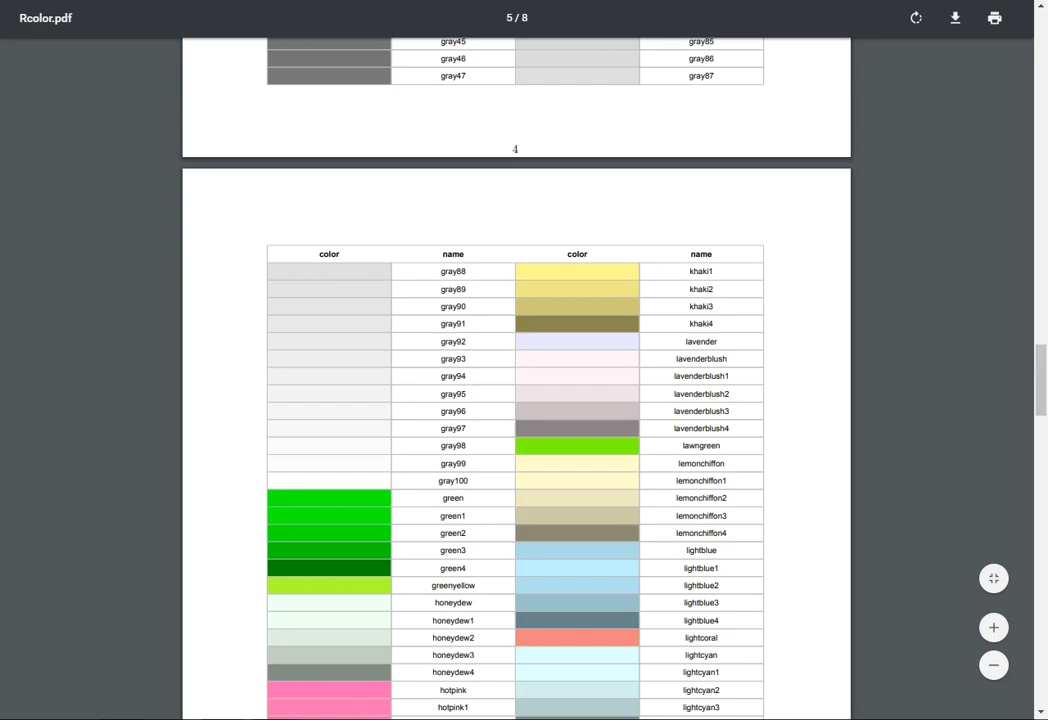 Rcolor.pdf 5 / 8
gray45 gray85
gray46 gray86
gray47 gray87
4
color name color name
gray88 khaki1
gray89 khaki2
gray90 khaki3
gray91 khaki4
gray92 lavender
gray93 lavenderblush
gray94 lavenderblush1
gray95 lavenderblush2
gray96 lavenderblush3
gray97 lavenderblush4
gray98 lawngreen
gray99 lemonchiffon
gray100 lemonchiffon1
green lemonchiffon2
green1 lemonchiffon3
green2 lemonchiffon4
green3 lightblue
green4 lightblue1
greenyellow lightblue2
honeydew lightblue3
honeydew1 lightblue4
honeydew2 lightcoral
honeydew3 lightcyan
honeydew4 lightcyan1
hotpink lightcyan2
hotpink1 lightcyan3